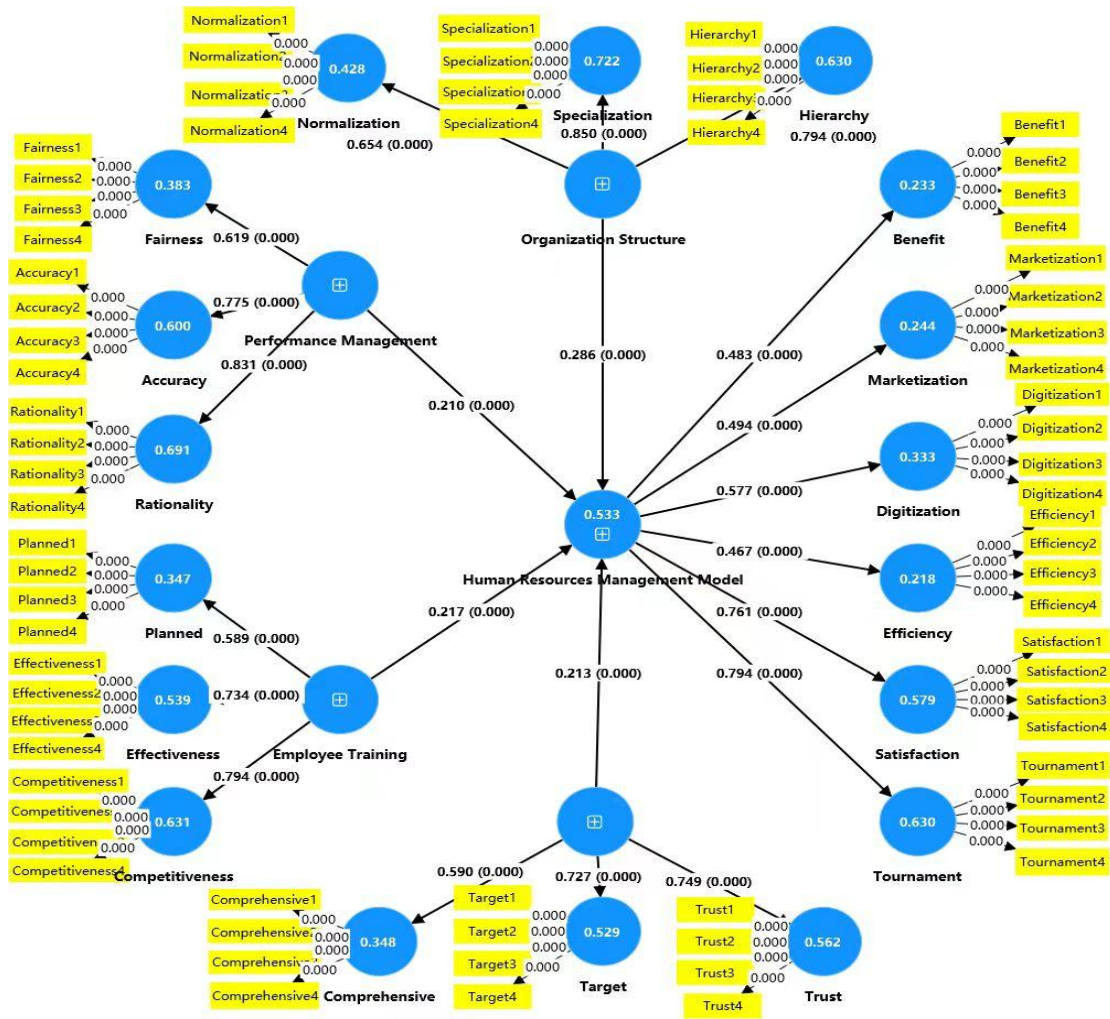 Normalization1
0.000
Normalization2
0.000
0.000
Normalization3
0.000
Normalization4
0.428
Normalization
0.654 (0.000)
Specialization1
0.000
Specialization2
0.000
0.000
Specialization
0.000
Specialization4
0.722
Specialization
0.850 (0.000)
Hierarchy1
0.000
Hierarchy2
0.000
0.000
Hierarchy3
0.000
Hierarchy4
0.630
Hierarchy
0.794 (0.000)
Organization Structure
Fairness1
0.000
Fairness2
0.000
Fairness3
0.000
0.000
Fairness4
0.383
Fairness
0.619 (0.000)
Accuracy1
0.000
Accuracy2
0.000
Accuracy3
0.000
0.000
Accuracy4
0.600
Accuracy
0.775 (0.000)
Performance Management
0.831 (0.000)
Rationality1
0.000
Rationality2
0.000
Rationality3
0.000
0.000
Rationality4
0.691
Rationality
0.286 (0.000)
0.210 (0.000)
Benefit1
0.000
Benefit2
0.000
0.000
Benefit3
0.000
Benefit4
0.233
Benefit
0.483 (0.000)
Marketization1
0.000
Marketization2
0.000
0.000
Marketization3
0.000
Marketization4
0.244
Marketization
0.494 (0.000)
Digitization1
0.000
Digitization2
0.000
0.000
Digitization3
0.000
Digitization4
0.333
Digitization
0.577 (0.000)
0.533
Human Resources Management Model
Efficiency1
0.000
Efficiency2
0.000
0.000
Efficiency3
0.000
Efficiency4
0.218
Efficiency
0.467 (0.000)
Satisfaction1
0.000
Satisfaction2
0.000
0.000
Satisfaction3
0.000
Satisfaction4
0.579
Satisfaction
0.761 (0.000)
Tournament1
0.000
Tournament2
0.000
0.000
Tournament3
0.000
Tournament4
0.630
Tournament
0.794 (0.000)
Planned1
0.000
Planned2
0.000
0.000
Planned3
0.000
Planned4
0.347
Planned
0.589 (0.000)
0.217 (0.000)
Effectiveness1
0.000
Effectiveness2
0.000
0.000
Effectiveness
0.000
Effectiveness4
0.539
Effectiveness
0.734 (0.000)
Employee Training
0.794 (0.000)
Competitiveness1
0.000
Competitiveness
0.000
0.000
Competitiven
0.000
Competitiveness4
0.631
Competitiveness
0.213 (0.000)
0.590 (0.000)
0.727 (0.000)
0.749 (0.000)
Comprehensive1
0.000
Comprehensive
0.000
0.000
Comprehensive
0.000
Comprehensive4
0.348
Comprehensive
Target1
0.000
Target2
0.000
0.000
Target3
0.000
Target4
0.529
Target
Trust1
0.000
Trust2
0.000
0.000
Trust3
0.000
Trust4
0.562
Trust